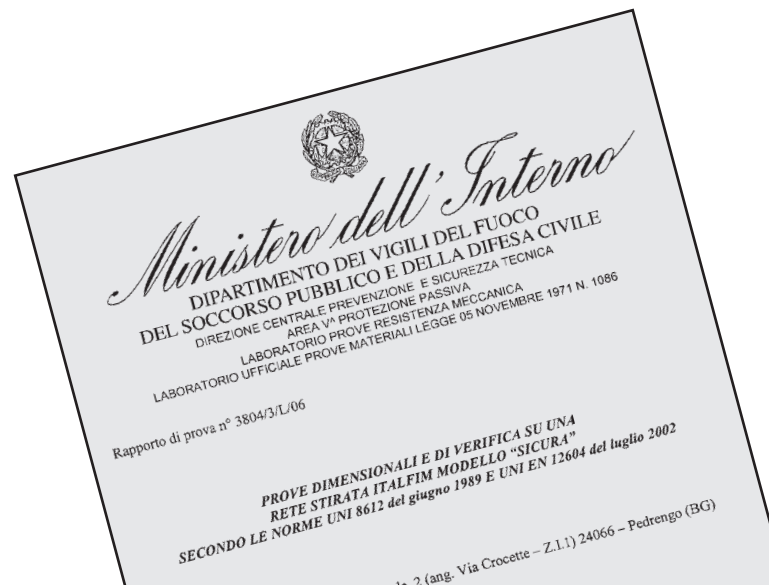 Ministero dell'Interno
DIPARTIMENTO DEI VIGILI DEL FUOCO
DEL SOCCORSO PUBBLICO E DELLA DIFESA CIVILE
DIREZIONE CENTRALE PREVENZIONE E SICUREZZA TECNICA
AREA V^ PROTEZIONE PASSIVA
LABORATORIO PROVE RESISTENZA MECCANICA
LABORATORIO UFFICIALE PROVE MATERIALI LEGGE 05 NOVEMBRE 1971 N. 1086
Rapporto di prova n° 3804/3/L/06
PROVE DIMENSIONALI E DI VERIFICA SU UNA
RETE STIRATA ITALFIM MODELLO “SICURA”
SECONDO LE NORME UNI 8612 del giugno 1989 E UNI EN 12604 del luglio 2002
2 (ang. Via Crocette – Z.I.1) 24066 – Pedrengo (BG)